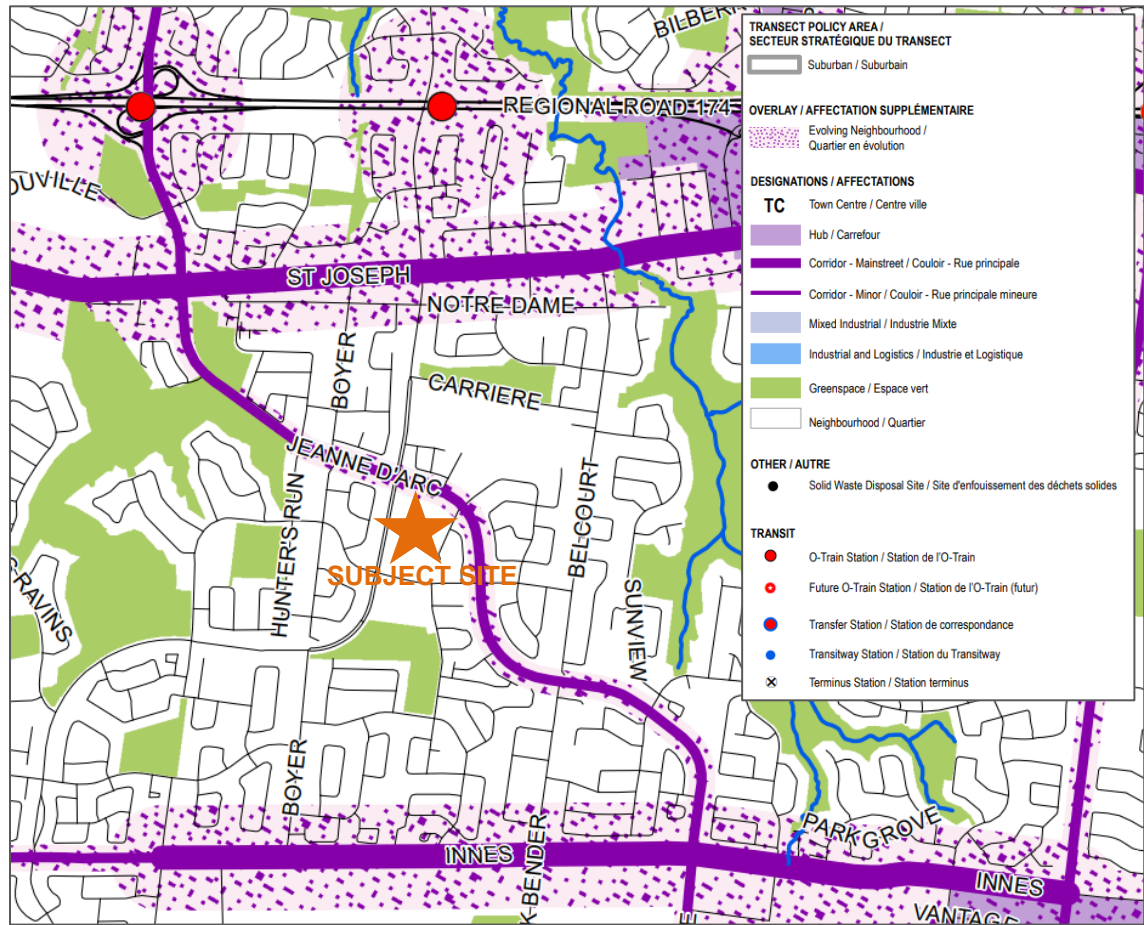 BILBER
REGIONAL ROAD 174
OUVILLE
ST JOSEPH
NOTRE DAME
BOYER
CARRIERE
JEANNE D'ARC
HUNTER'S RUN
BELCOURT
SUBJECT SITE
RAVINS
SUNVIEW
BOYER
PARKGROVE
INNES
K-BENDER
INNES
VANTAGE
TRANSECT POLICY AREA /
SECTEUR STRATÉGIQUE DU TRANSECT
Suburban / Suburbain
OVERLAY / AFFECTATION SUPPLÉMENTAIRE
Evolving Neighbourhood /
Quartier en évolution
DESIGNATIONS / AFFECTATIONS
TC Town Centre / Centre ville
Hub / Carrefour
Corridor - Mainstreet / Couloir - Rue principale
Corridor - Minor / Couloir - Rue principale mineure
Mixed Industrial / Industrie Mixte
Industrial and Logistics / Industrie et Logistique
Greenspace / Espace vert
Neighbourhood / Quartier
OTHER / AUTRE
Solid Waste Disposal Site / Site d'enfouissement des déchets solides
TRANSIT
O-Train Station / Station de l'O-Train
Future O-Train Station / Station de l'O-Train (futur)
Transfer Station / Station de correspondance
Transitway Station / Station du Transitway
Terminus Station / Station terminus